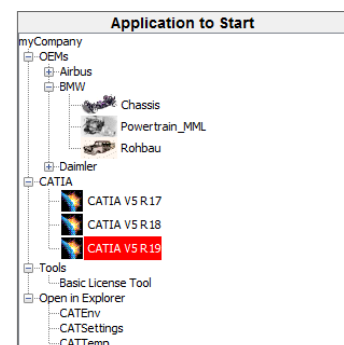 Application to Start
myCompany
OEMs
Airbus
BMW
Chassis
Powertrain_MML
Rohbau
Daimler
CATIA
CATIA V5 R17
CATIA V5 R18
CATIA V5 R19
Tools
Basic License Tool
Open in Explorer
CATEnv
CATSettings
CATTemp